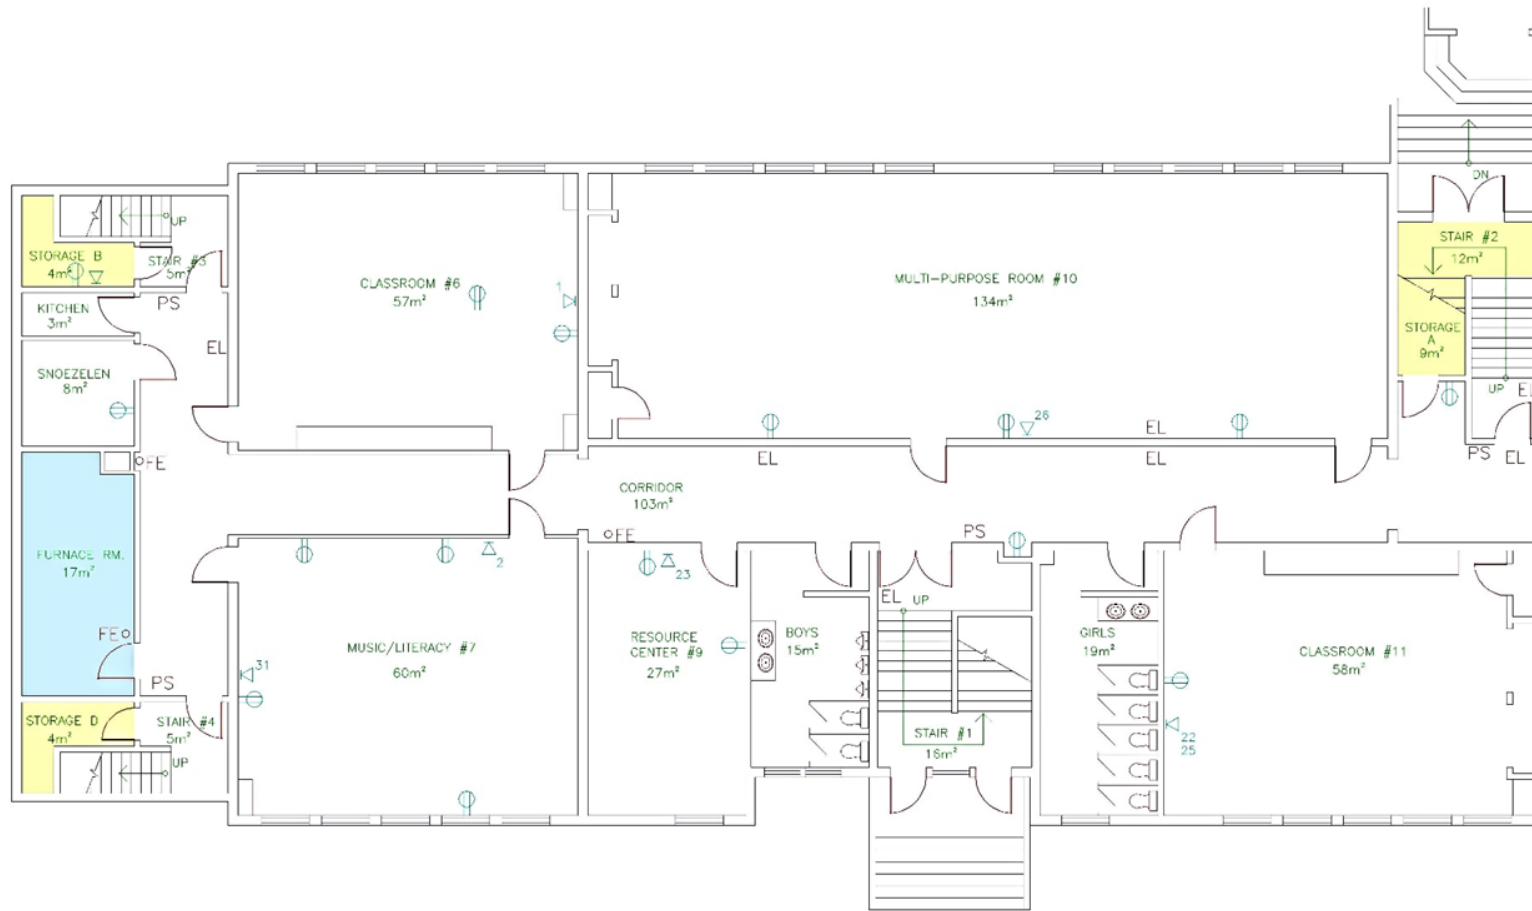 DN
STAIR #2
12m²
UP
STORAGE B
4m²
STAIR #3
5m²
CLASSROOM #6
57m²
1
MULTI-PURPOSE ROOM #10
134m²
PS
KITCHEN
3m²
EL
STORAGE
A
9m²
SNOEZELEN
8m²
UP
EL
26
EL
FE
EL
EL
PS
EL
CORRIDOR
103m²
FE
PS
FURNACE RM.
17m²
2
23
EL
UP
FE
MUSIC/LITERACY #7
60m²
RESOURCE
CENTER #9
27m²
BOYS
15m²
GIRLS
19m²
CLASSROOM #11
58m²
31
PS
STORAGE D
4m²
STAIR #4
5m²
UP
STAIR #1
16m²
22
25